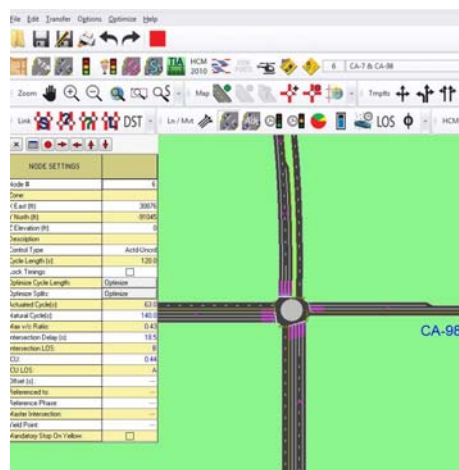 File Edit Transfer Options Optimize Help
TIA HCM 2010 6 CA-7 & CA-98
Zoom Map Tmplts
Link DST Ln / Mvt LOS Φ HCM
NODE SETTINGS
Node # 6
Zone:
X East (ft): 30876
Y North (ft): -91045
Z Elevation (ft): 0
Description
Control Type Actd-Uncrd
Cycle Length (s): 120.0
Lock Timings:
Optimize Cycle Length: Optimize
Optimize Splits: Optimize
Actuated Cycle(s): 63.0
Natural Cycle(s): 140.0
Max v/c Ratio: 0.43
Intersection Delay (s): 18.5
Intersection LOS: B
ICU: 0.44
ICU LOS: A
Offset (s): —
Referenced to: —
Reference Phase: —
Master Intersection: —
Yield Point: —
Mandatory Stop On Yellow:
CA-98